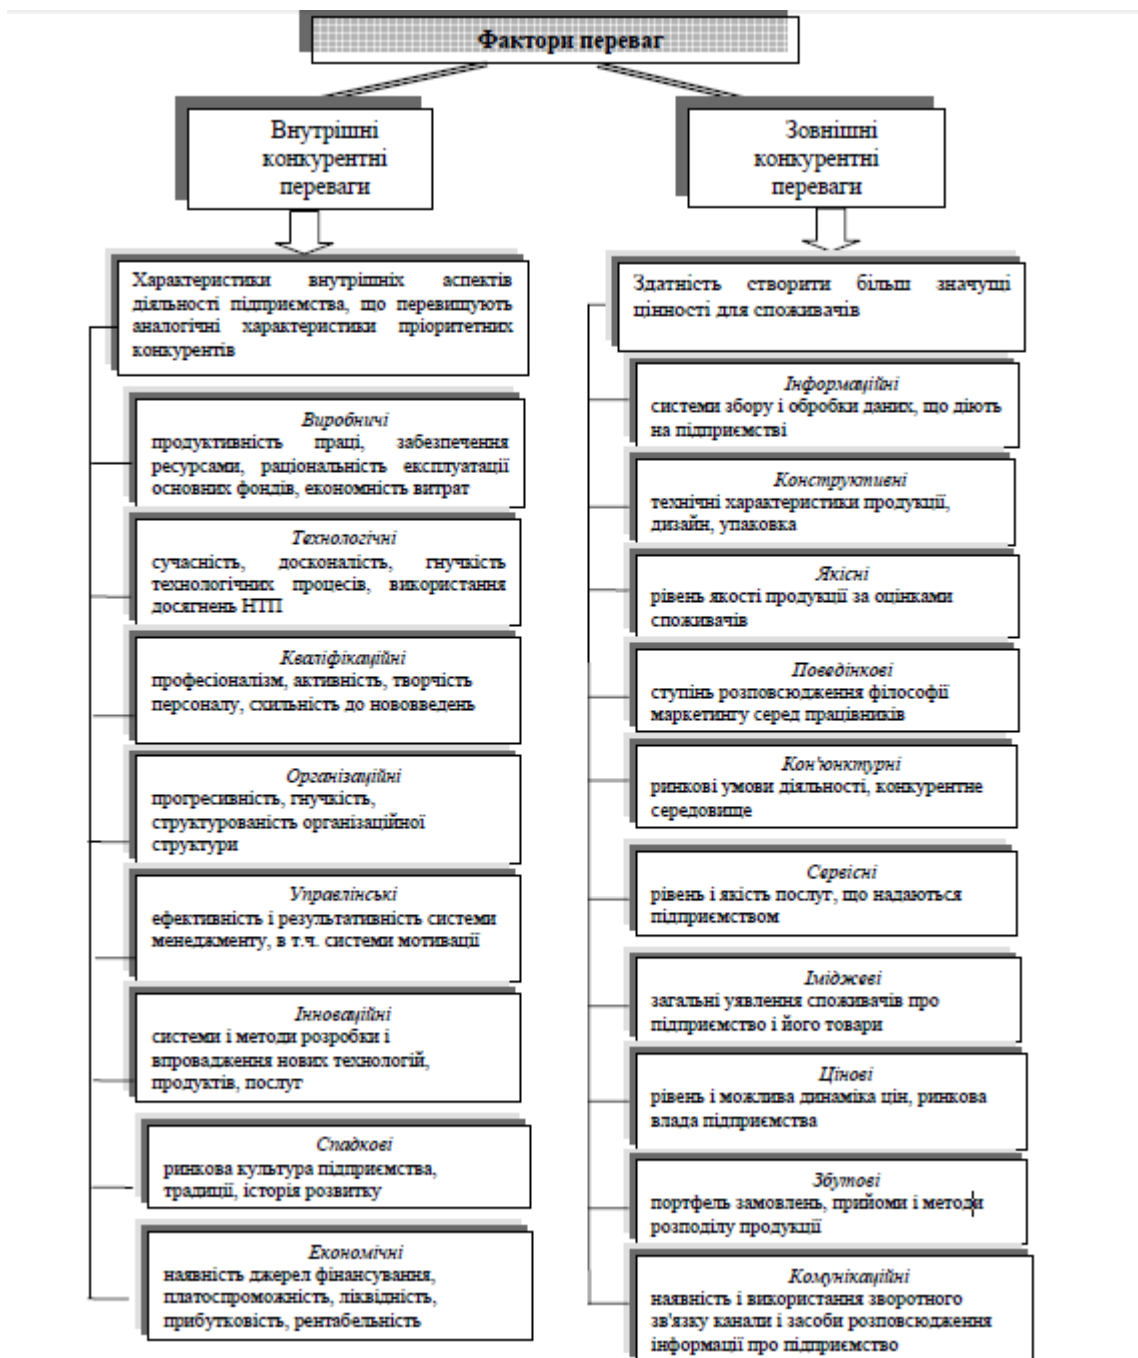 Фактори переваг
Внутрішні
конкурентні
переваги
Характеристики внутрішніх аспектів
діяльності підприємства, що перевищують
аналогічні характеристики пріоритетних
конкурентів
Виробничі
продуктивність праці, забезпечення
ресурсами, раціональність експлуатації
основних фондів, економність витрат
Технологічні
сучасність, досконалість, гнучкість
технологічних процесів, використання
досягнень НТП
Кваліфікаційні
професіоналізм, активність, творчість
персоналу, схильність до нововведень
Організаційні
прогресивність, гнучкість,
структурованість організаційної
структури
Управлінські
ефективність і результативність системи
менеджменту, в т.ч. системи мотивації
Інноваційні
системи і методи розробки і
впровадження нових технологій,
продуктів, послуг
Спадкові
ринкова культура підприємства,
традиції, історія розвитку
Економічні
наявність джерел фінансування,
платоспроможність, ліквідність,
прибутковість, рентабельність
Зовнішні
конкурентні
переваги
Здатність створити більш значущі
цінності для споживачів
Інформаційні
системи збору і обробки даних, що діють
на підприємстві
Конструктивні
технічні характеристики продукції,
дизайн, упаковка
Якісні
рівень якості продукції за оцінками
споживачів
Поведінкові
ступінь розповсюдження філософії
маркетингу серед працівників
Кон'юнктурні
ринкові умови діяльності, конкурентне
середовище
Сервісні
рівень і якість послуг, що надаються
підприємством
Іміджеві
загальні уявлення споживачів про
підприємство і його товари
Цінові
рівень і можлива динаміка цін, ринкова
влада підприємства
Збутові
портфель замовлень, прийоми і методи
розподілу продукції
Комунікаційні
наявність і використання зворотного
зв'язку канали і засоби розповсюдження
інформації про підприємство